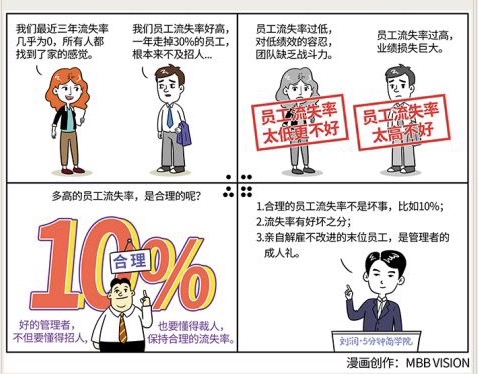 我们最近三年流失率
几乎为0，所有人都
找到了家的感觉。
我们员工流失率好高，
一年走掉30%的员工，
根本来不及招人...
员工流失率过低，
对低绩效的容忍，
团队缺乏战斗力。
员工流失率过高，
业绩损失巨大。
员工流失率
太低更不好
员工流失率
太高不好
多高的员工流失率，是合理的呢？
10%
合理
好的管理者，
不但要懂得招人，
也要懂得裁人，
保持合理的流失率。
1.合理的员工流失率不是坏事，比如10%；
2.流失率有好坏之分；
3.亲自解雇不改进的末位员工，是管理者的
成人礼。
刘润·5分钟商学院
漫画创作：MBB VISION